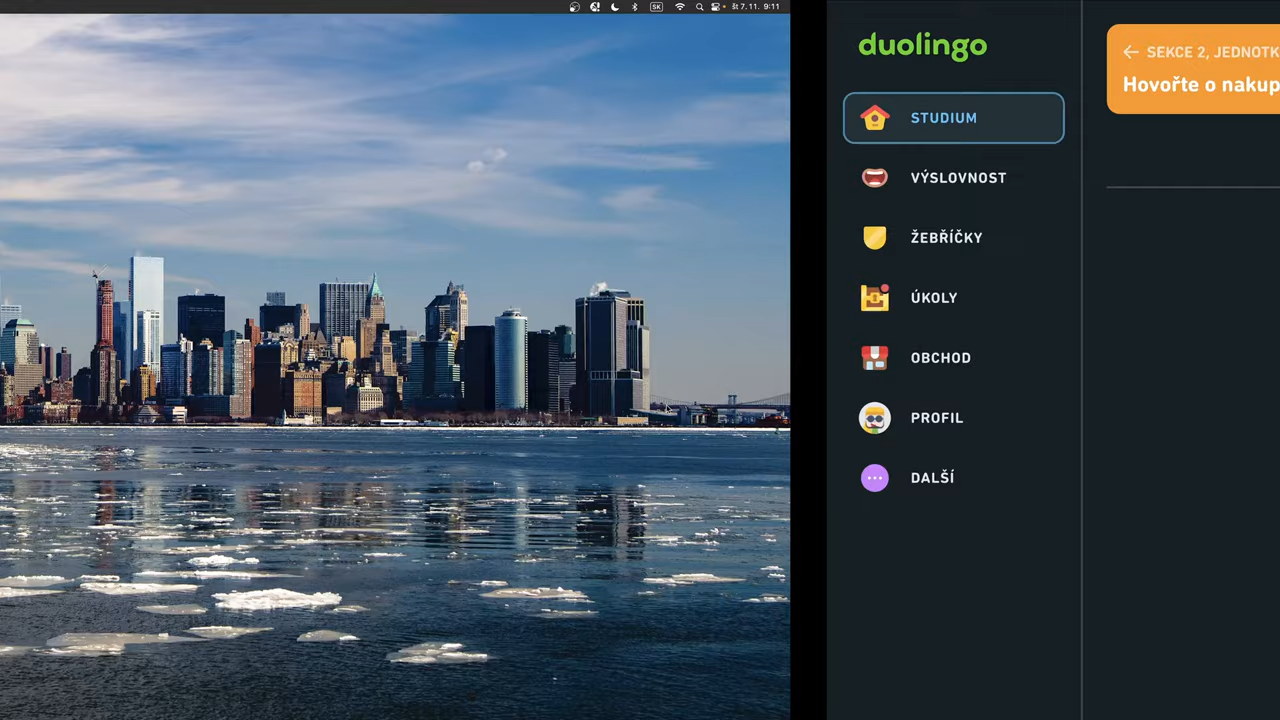 SK
št 7. 11. 9:11
duolingo
STUDIUM
VÝSLOVNOST
ŽEBŘÍČKY
ÚKOLY
OBCHOD
PROFIL
DALŠÍ
SEKCE 2, JEDNOTK
Hovořte o nakup